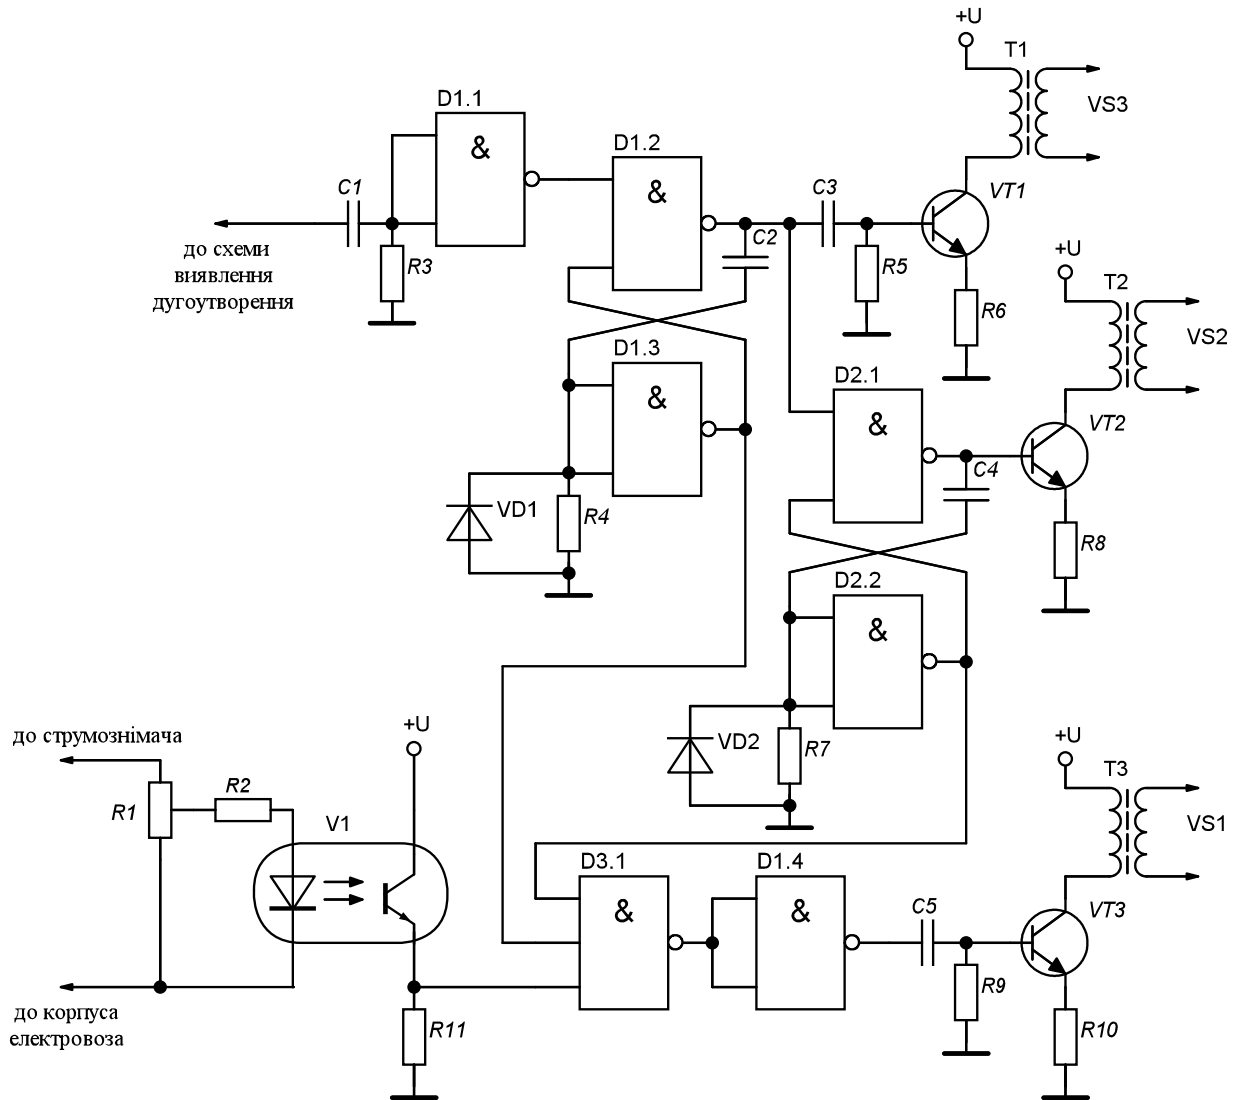 +U
T1
VS3
D1.1
&
D1.2
&
C1
C3
VT1
до схеми
виявлення
дугоутворення
R3
C2
R5
R6
+U
T2
VS2
D1.3
&
D2.1
&
VT2
C4
VD1
R4
R8
D2.2
&
до струмознімача
+U
VD2
R7
+U
T3
VS1
R1
R2
V1
D3.1
&
D1.4
&
C5
VT3
R9
до корпуса
електровоза
R11
R10